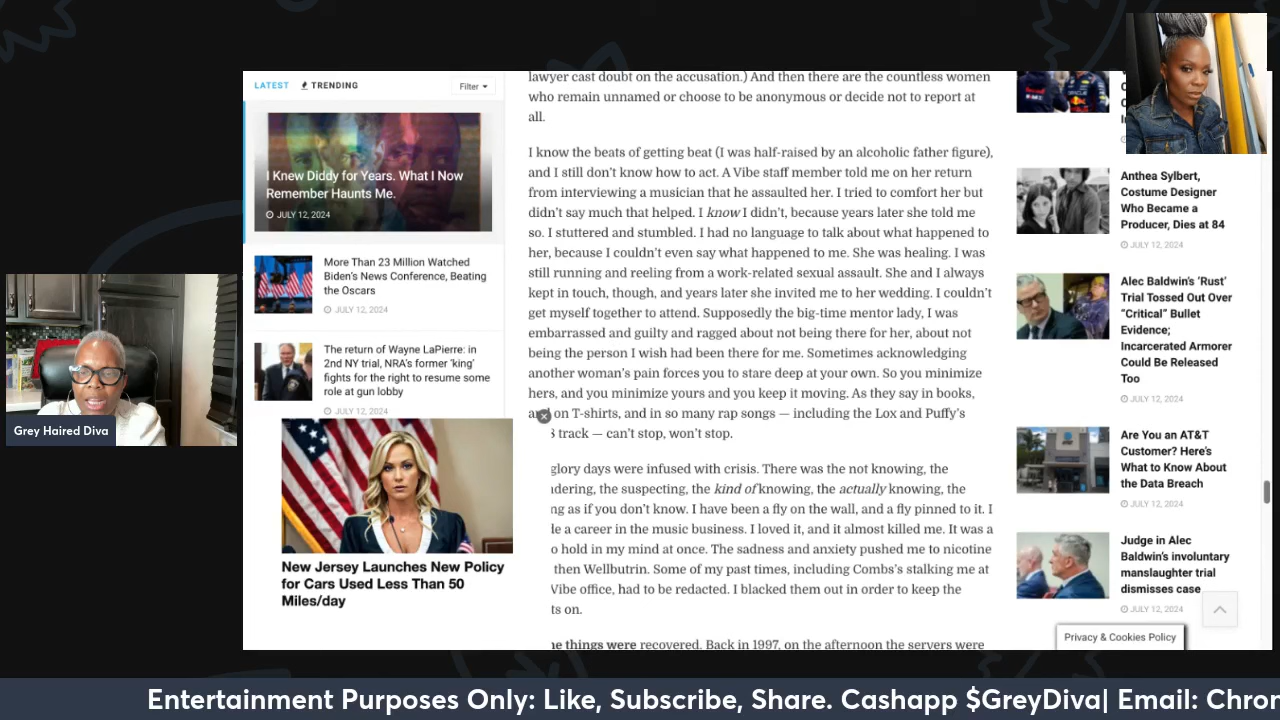 LATEST TRENDING Filter
I Knew Diddy for Years. What I Now
Remember Haunts Me.
JULY 12, 2024
More Than 23 Million Watched
Biden's News Conference, Beating
the Oscars
JULY 12, 2024
The return of Wayne LaPierre: in
2nd NY trial, NRA's former 'king'
fights for the right to resume some
role at gun lobby
JULY 12, 2024
New Jersey Launches New Policy
for Cars Used Less Than 50
Miles/day
lawyer cast doubt on the accusation.) And then there are the countless women
who remain unnamed or choose to be anonymous or decide not to report at
all.
I know the beats of getting beat (I was half-raised by an alcoholic father figure),
and I still don't know how to act. A Vibe staff member told me on her return
from interviewing a musician that he assaulted her. I tried to comfort her but
didn't say much that helped. I know I didn't, because years later she told me
so. I stuttered and stumbled. I had no language to talk about what happened to
her, because I couldn't even say what happened to me. She was healing. I was
still running and reeling from a work-related sexual assault. She and I always
kept in touch, though, and years later she invited me to her wedding. I couldn't
get myself together to attend. Supposedly the big-time mentor lady, I was
embarrassed and guilty and ragged about not being there for her, about not
being the person I wish had been there for me. Sometimes acknowledging
another woman's pain forces you to stare deep at your own. So you minimize
hers, and you minimize yours and you keep it moving. As they say in books,
on T-shirts, and in so many rap songs — including the Lox and Puffy's
track — can't stop, won't stop.
glory days were infused with crisis. There was the not knowing, the
dering, the suspecting, the kind of knowing, the actually knowing, the
ng as if you don't know. I have been a fly on the wall, and a fly pinned to it. I
le a career in the music business. I loved it, and it almost killed me. It was a
o hold in my mind at once. The sadness and anxiety pushed me to nicotine
then Wellbutrin. Some of my past times, including Combs's stalking me at
Vibe office, had to be redacted. I blacked them out in order to keep the
ts on.
ne things were recovered. Back in 1997, on the afternoon the servers were
Anthea Sylbert,
Costume Designer
Who Became a
Producer, Dies at 84
JULY 12, 2024
Alec Baldwin's 'Rust'
Trial Tossed Out Over
"Critical" Bullet
Evidence;
Incarcerated Armorer
Could Be Released
Too
JULY 12, 2024
Are You an AT&T
Customer? Here's
What to Know About
the Data Breach
JULY 12, 2024
Judge in Alec
Baldwin's involuntary
manslaughter trial
dismisses case
JULY 12, 2024
Privacy & Cookies Policy
Grey Haired Diva
Entertainment Purposes Only: Like, Subscribe, Share. Cashapp $GreyDiva| Email: Chror